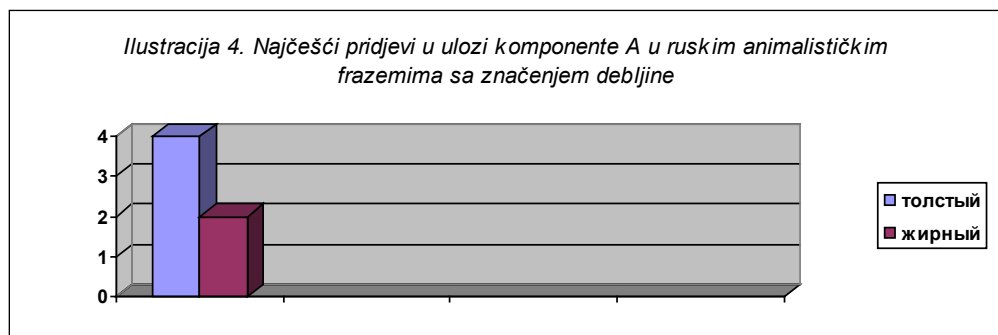 Ilustracija 4. Najčešći pridjevi u ulozi komponente A u ruskim animalističkim
frazemima sa značenjem debljine
4
3
2
1
0
толстый
жирный